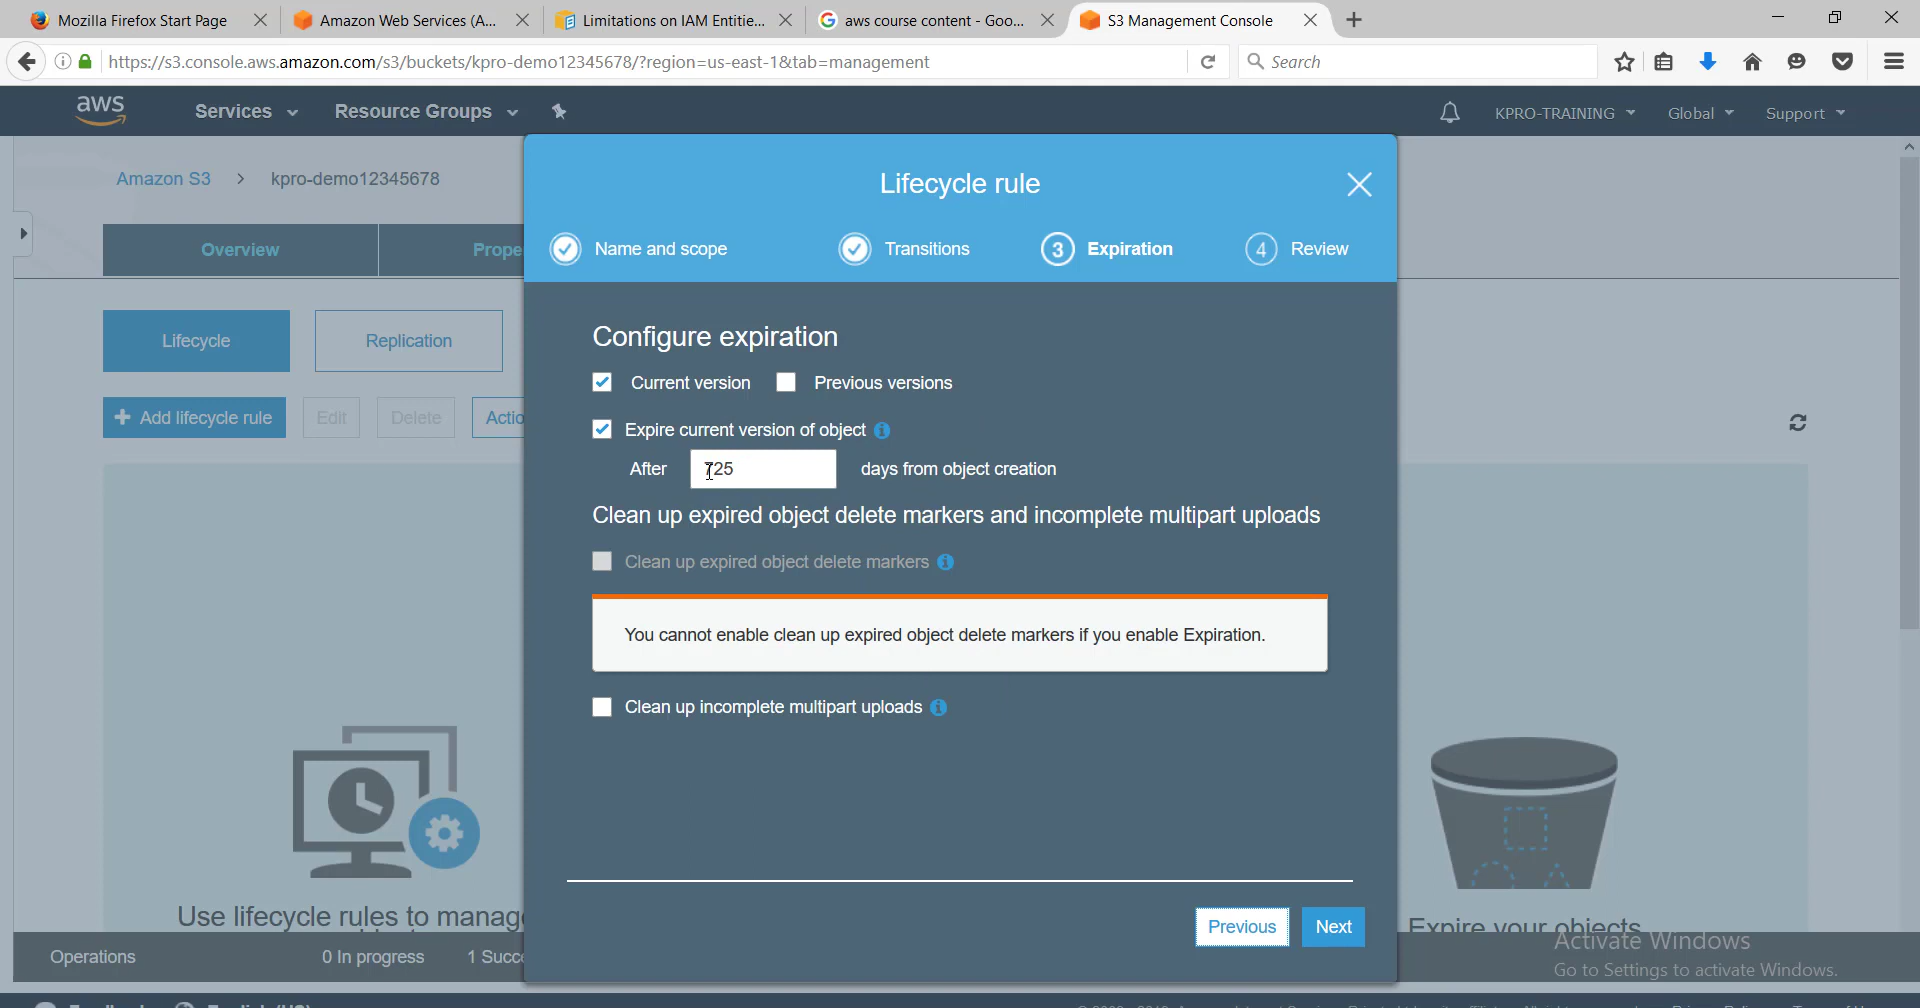 Mozilla Firefox Start Page
Amazon Web Services (A...
Limitations on IAM Entitie...
aws course content - Goo...
S3 Management Console
https://s3.console.aws.amazon.com/s3/buckets/kpro-demo12345678/?region=us-east-1&tab=management
Search
aws
Services
Resource Groups
KPRO-TRAINING
Global
Support
Amazon S3 > kpro-demo12345678
Overview
Prope
Lifecycle
Replication
+ Add lifecycle rule
Edit
Delete
Actio
Use lifecycle rules to manag
Expire your objects
Operations
0 In progress
1 Succe
Lifecycle rule
Name and scope
Transitions
3 Expiration
4 Review
Configure expiration
Current version
Previous versions
Expire current version of object
After 725 days from object creation
Clean up expired object delete markers and incomplete multipart uploads
Clean up expired object delete markers
You cannot enable clean up expired object delete markers if you enable Expiration.
Clean up incomplete multipart uploads
Previous
Next
Activate Windows
Go to Settings to activate Windows.